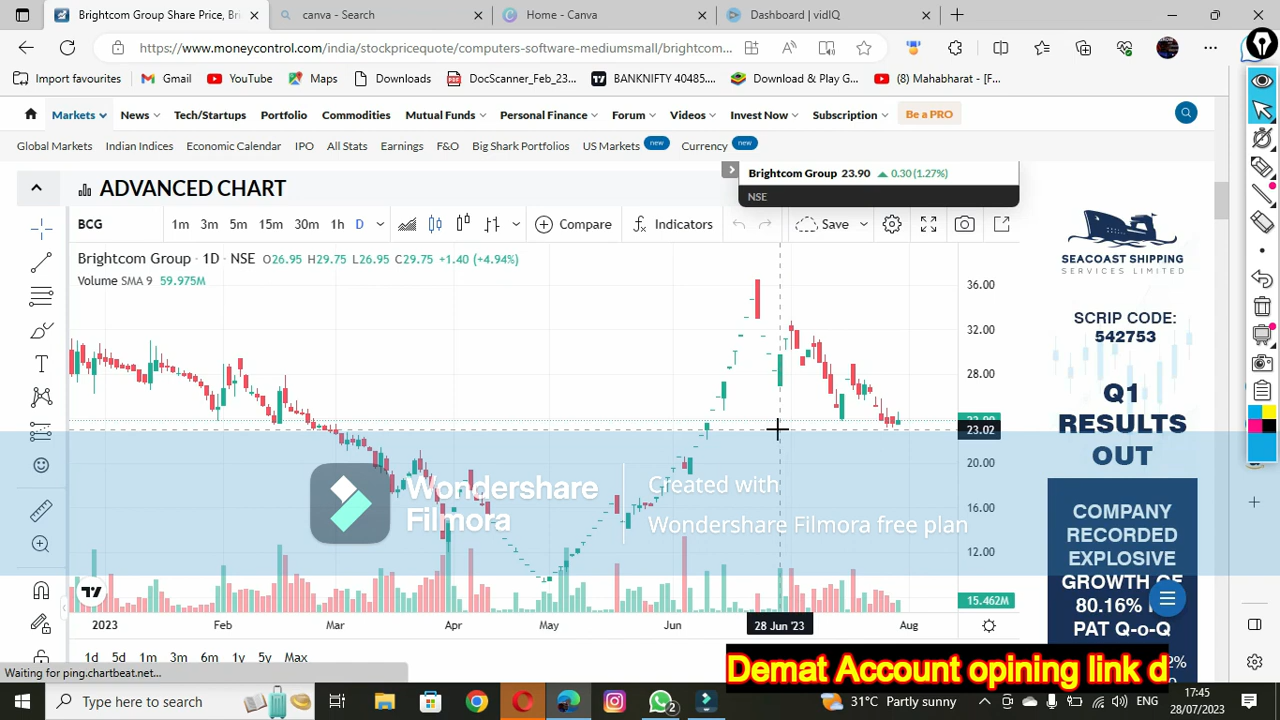 Brightcom Group Share Price, Bri
canva - Search
Home - Canva
Dashboard | vidIQ
https://www.moneycontrol.com/india/stockpricequote/computers-software-mediumsmall/brightcom...
Import favourites
Gmail
YouTube
Maps
Downloads
DocScanner_Feb_23...
BANKNIFTY 40485....
Download & Play G...
(8) Mahabharat - [F...
Markets
News
Tech/Startups
Portfolio
Commodities
Mutual Funds
Personal Finance
Forum
Videos
Invest Now
Subscription
Be a PRO
Global Markets
Indian Indices
Economic Calendar
IPO
All Stats
Earnings
F&O
Big Shark Portfolios
US Markets
new
Currency
new
ADVANCED CHART
Brightcom Group 23.90 ▲ 0.30 (1.27%)
NSE
BCG
1m 3m 5m 15m 30m 1h D
Compare
Indicators
Save
Brightcom Group · 1D · NSE O26.95 H29.75 L26.95 C29.75 +1.40 (+4.94%)
Volume SMA 9 59.975M
36.00
32.00
28.00
23.02
20.00
16.00
12.00
15.462M
SEACOAST SHIPPING
SERVICES LIMITED
SCRIP CODE:
542753
Q1
RESULTS
OUT
COMPANY
RECORDED
EXPLOSIVE
GROWTH OF
80.16% 
PAT Q-o-Q
Wondershare
Filmora
Created with
Wondershare Filmora free plan
2023 Feb Mar Apr May Jun 28 Jun '23 Aug
1d 5d 1m 3m 6m 1y 5y Max
Waiting for ping.chartbeat.net...
Demat Account opining link d
Type here to search
2
31°C Partly sunny
ENG
17:45
28/07/2023